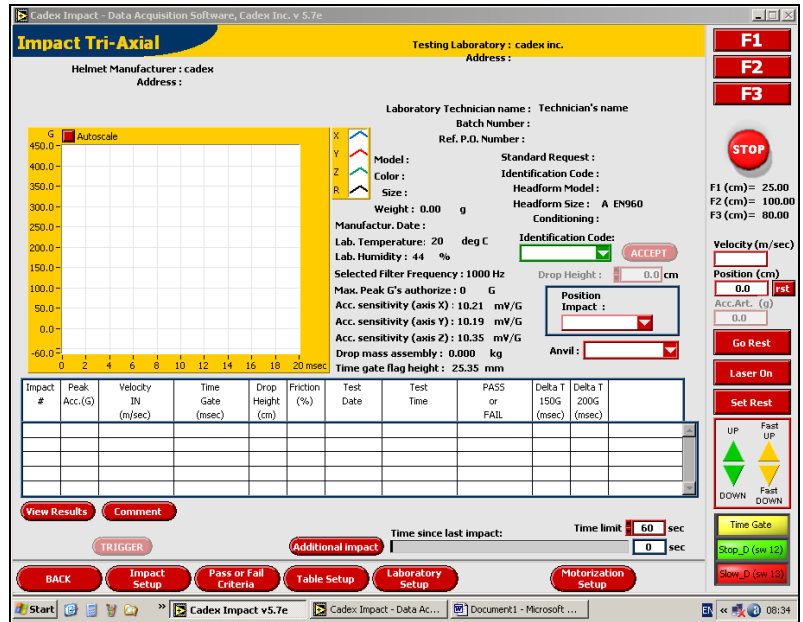 Cadex Impact - Data Acquisition Software, Cadex Inc. v 5.7e
Impact Tri-Axial
Testing Laboratory : cadex inc.
Address :
Helmet Manufacturer : cadex
Address :
Laboratory Technician name : Technician's name
Batch Number :
Ref. P.O. Number :
G
Autoscale
450.0
400.0
350.0
300.0
250.0
200.0
150.0
100.0
50.0
0.0
-60.0
0 2 4 6 8 10 12 14 16 18 20 msec
X
Y
Z
R
Model :
Color :
Size :
Weight : 0.00 g
Manufactur. Date :
Lab. Temperature: 20 deg C
Lab. Humidity : 44 %
Selected Filter Frequency : 1000 Hz
Max. Peak G's authorize : 0 G
Acc. sensitivity (axis X) : 10.21 mV/G
Acc. sensitivity (axis Y) : 10.19 mV/G
Acc. sensitivity (axis Z) : 10.35 mV/G
Drop mass assembly : 0.000 kg
Time gate flag height : 25.35 mm
Standard Request :
Identification Code :
Headform Model :
Headform Size : A EN960
Conditioning :
Identification Code:
ACCEPT
Drop Height : 0.0 cm
Position
Impact :
Anvil :
F1
F2
F3
STOP
F1 (cm)= 25.00
F2 (cm)= 100.00
F3 (cm)= 80.00
Velocity (m/sec)
Position (cm)
0.0 rst
Acc.Art. (g)
0.0
Go Rest
Laser On
Set Rest
UP Fast UP
DOWN Fast DOWN
Time Gate
Stop_D (sw 12)
Slow_D (sw 13)
Impact Peak Velocity Time Drop Friction Test Test PASS Delta T Delta T
# Acc.(G) IN Gate Height (%) Date Time or 150G 200G
(m/sec) (msec) (cm) FAIL (msec) (msec)
View Results
Comment
TRIGGER
Additional impact
Time since last impact:
Time limit 60 sec
0 sec
BACK
Impact Setup
Pass or Fail Criteria
Table Setup
Laboratory Setup
Motorization Setup
Start
»
Cadex Impact v5.7e
Cadex Impact - Data Ac...
Document1 - Microsoft ...
EN
«
08:34